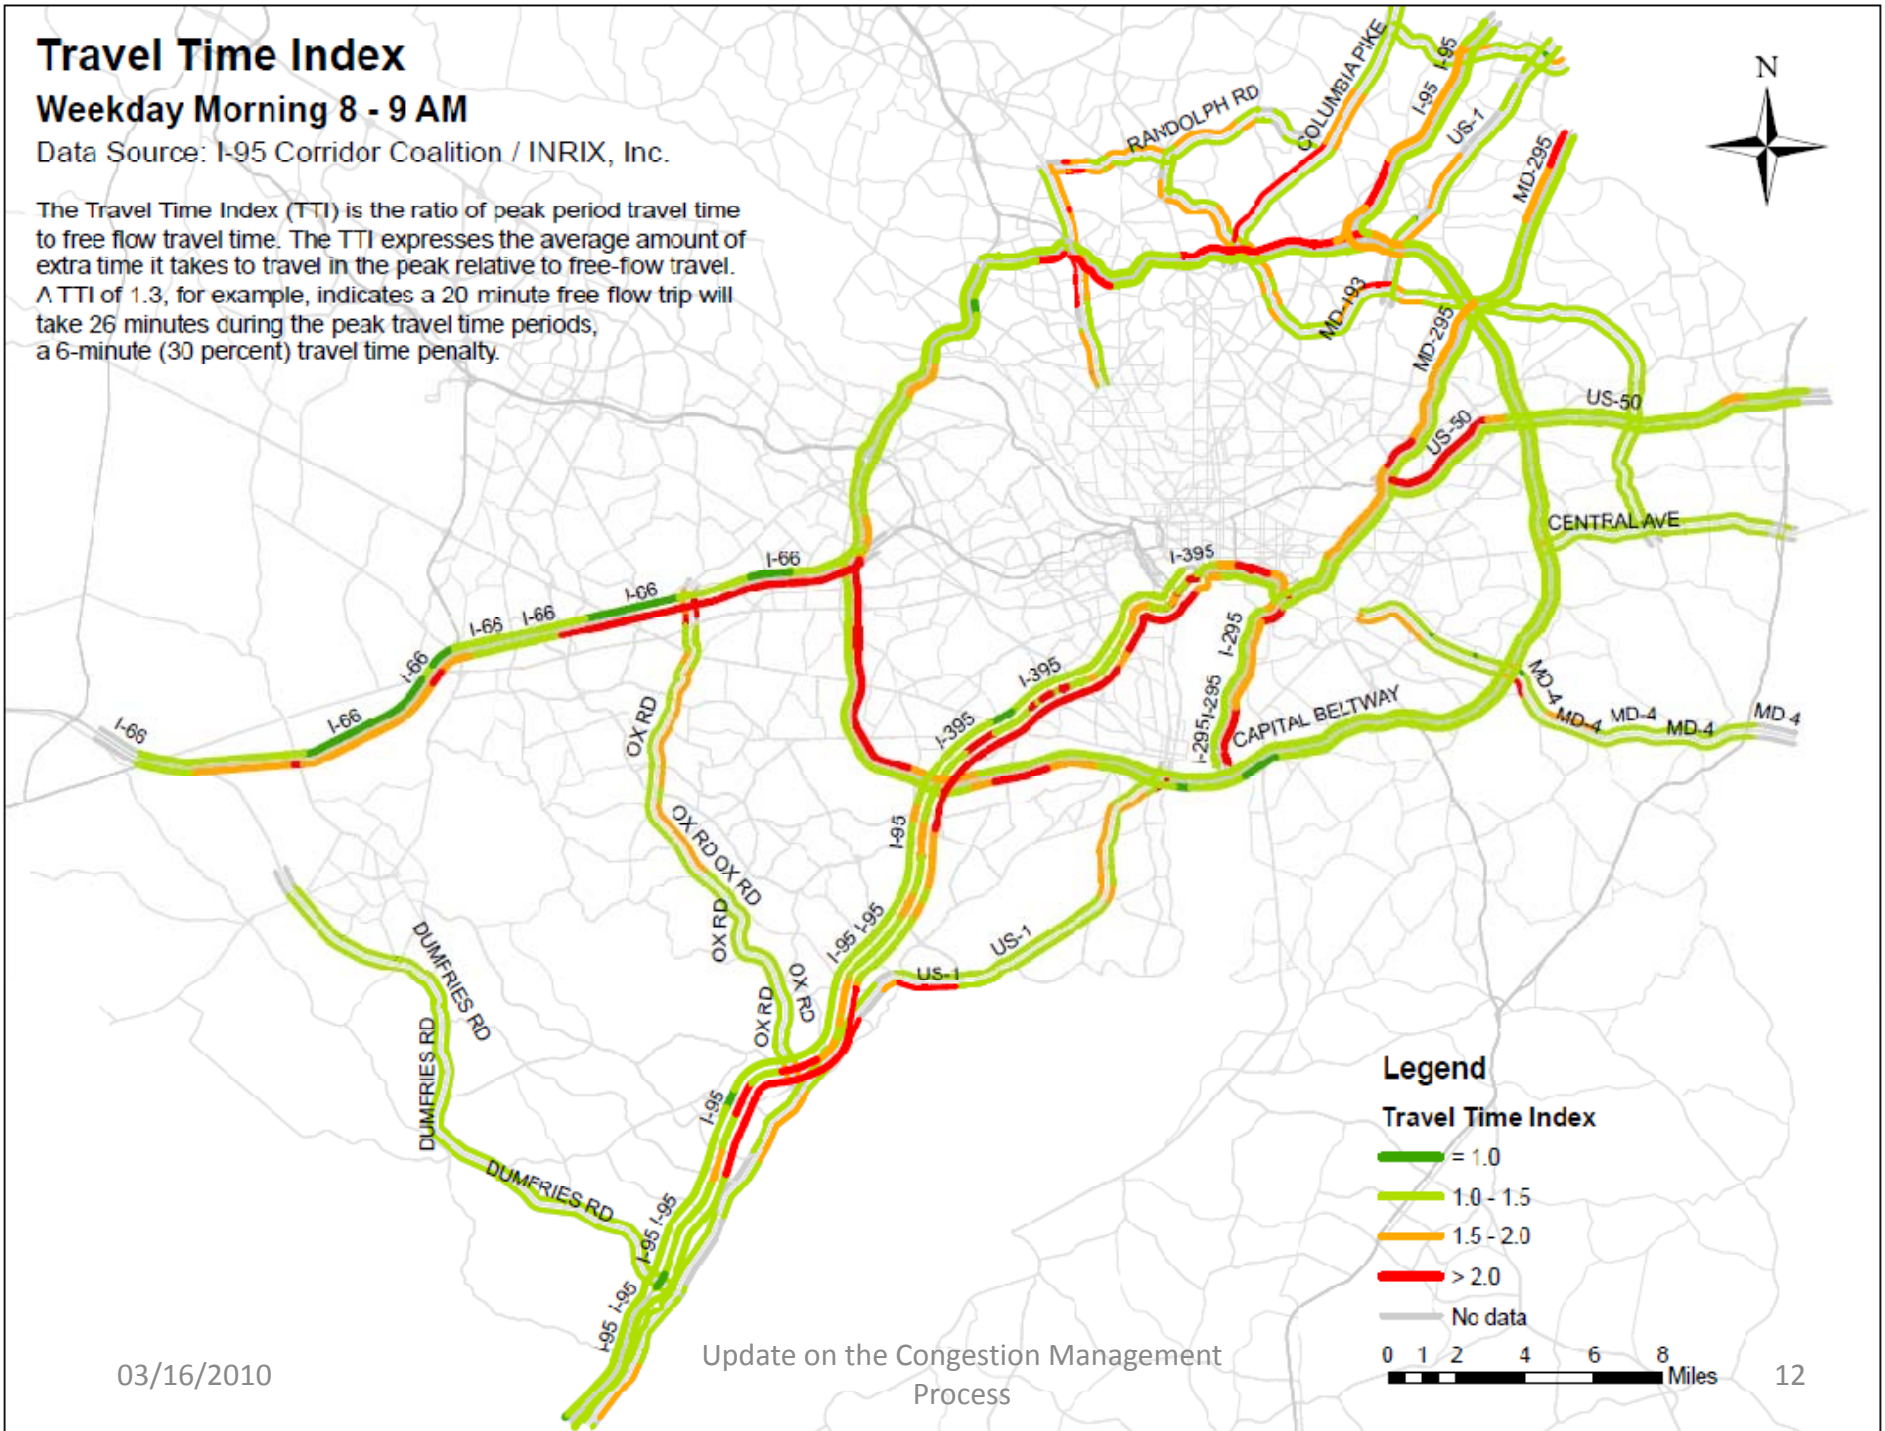 Travel Time Index
Weekday Morning 8 - 9 AM
Data Source: I-95 Corridor Coalition / INRIX, Inc.
The Travel Time Index (TTI) is the ratio of peak period travel time
to free flow travel time. The TTI expresses the average amount of
extra time it takes to travel in the peak relative to free-flow travel.
A TTI of 1.3, for example, indicates a 20 minute free flow trip will
take 26 minutes during the peak travel time periods,
a 6-minute (30 percent) travel time penalty.
N
COLUMBIA PIKE
I-95
I-95
RANDOLPH RD
US-1
MD-295
MD-193
MD-295
US-50
US-50
CENTRAL AVE
I-395
I-66
I-66
I-66
I-66
I-66
I-66
I-66
I-295
I-395
I-295
I-295
I-395
CAPITAL BELTWAY
MD-4
MD-4
MD-4
MD-4
MD 4
OX RD
OX RD
OX RD
OX RD
OX RD
OX RD
I-95
I-95
I-95
US-1
US-1
DUMFRIES RD
DUMFRIES RD
DUMFRIES RD
I-95
I-95
I-95
I-95
I-95
Legend
Travel Time Index
= 1.0
1.0 - 1.5
1.5 - 2.0
> 2.0
No data
0 1 2 4 6 8
Miles
03/16/2010
Update on the Congestion Management
Process
12